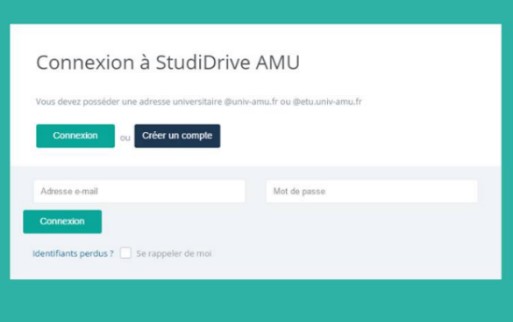 Connexion à StudiDrive AMU
Vous devez posséder une adresse universitaire @univ-amu.fr ou @etu.univ-amu.fr
Connexion ou Créer un compte
Adresse e-mail Mot de passe
Connexion
Identifiants perdus ? Se rappeler de moi